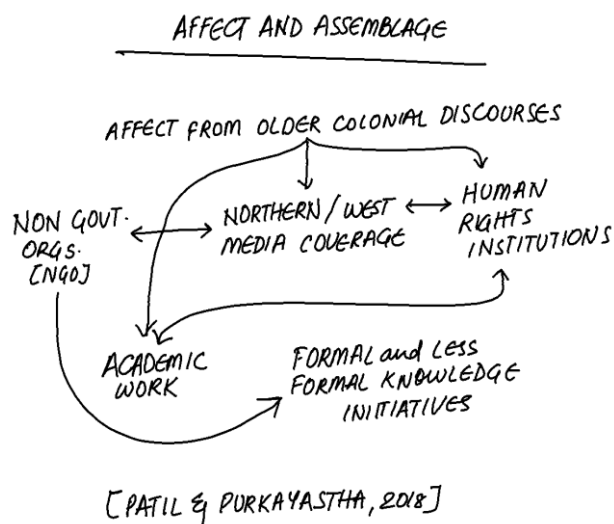 AFFECT AND ASSEMBLAGE
AFFECT FROM OLDER COLONIAL DISCOURSES
NON GOVT.
ORGS.
[NGO]
NORTHERN / WEST
MEDIA COVERAGE
HUMAN
RIGHTS
INSTITUTIONS
ACADEMIC
WORK
FORMAL and LESS
FORMAL KNOWLEDGE
INITIATIVES
[PATIL & PURKAYASTHA, 2018]